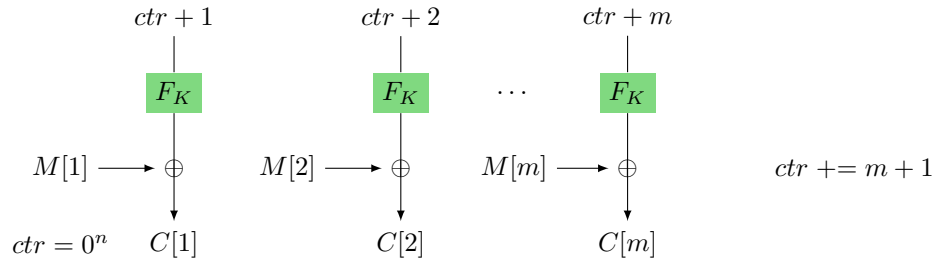 ctr + 1 ctr + 2 ctr + m
F_K F_K ⋯ F_K
M[1] ⊕ M[2] ⊕ M[m] ⊕ ctr += m + 1
ctr = 0^n C[1] C[2] C[m]